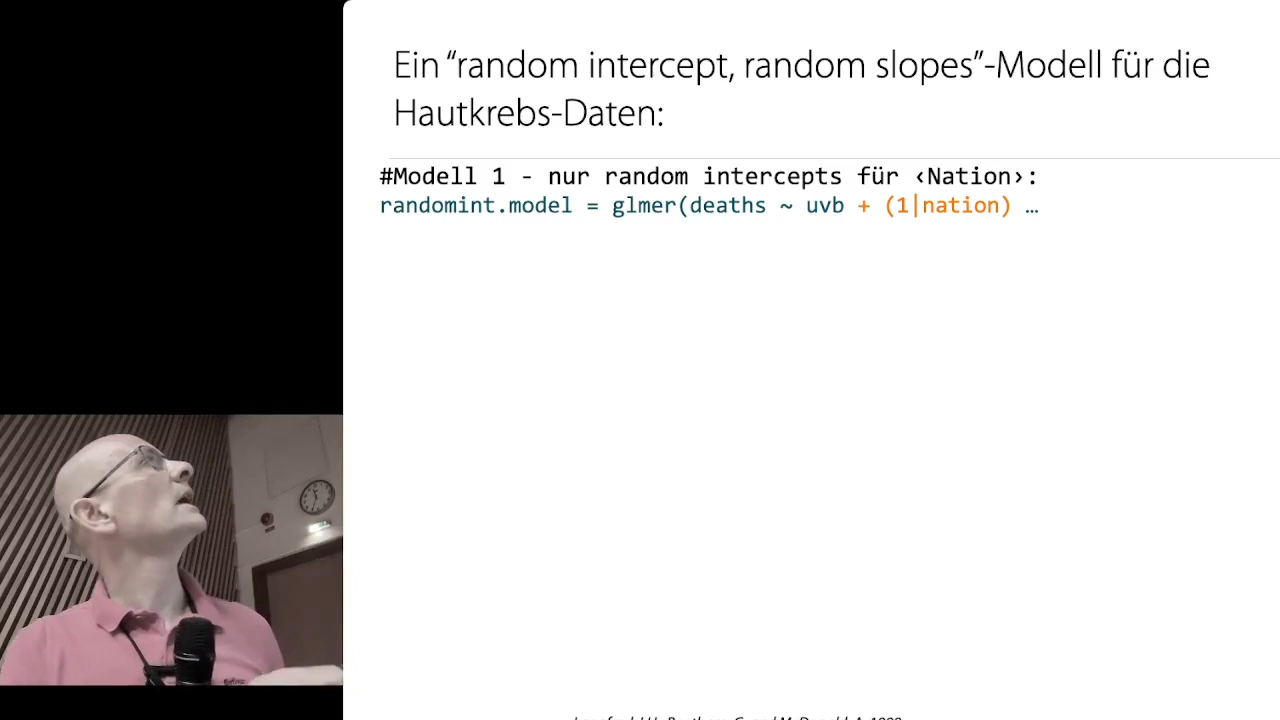 Ein “random intercept, random slopes”-Modell für die
Hautkrebs-Daten:
#Modell 1 - nur random intercepts für ‹Nation›:
randomint.model = glmer(deaths ~ uvb + (1|nation) …